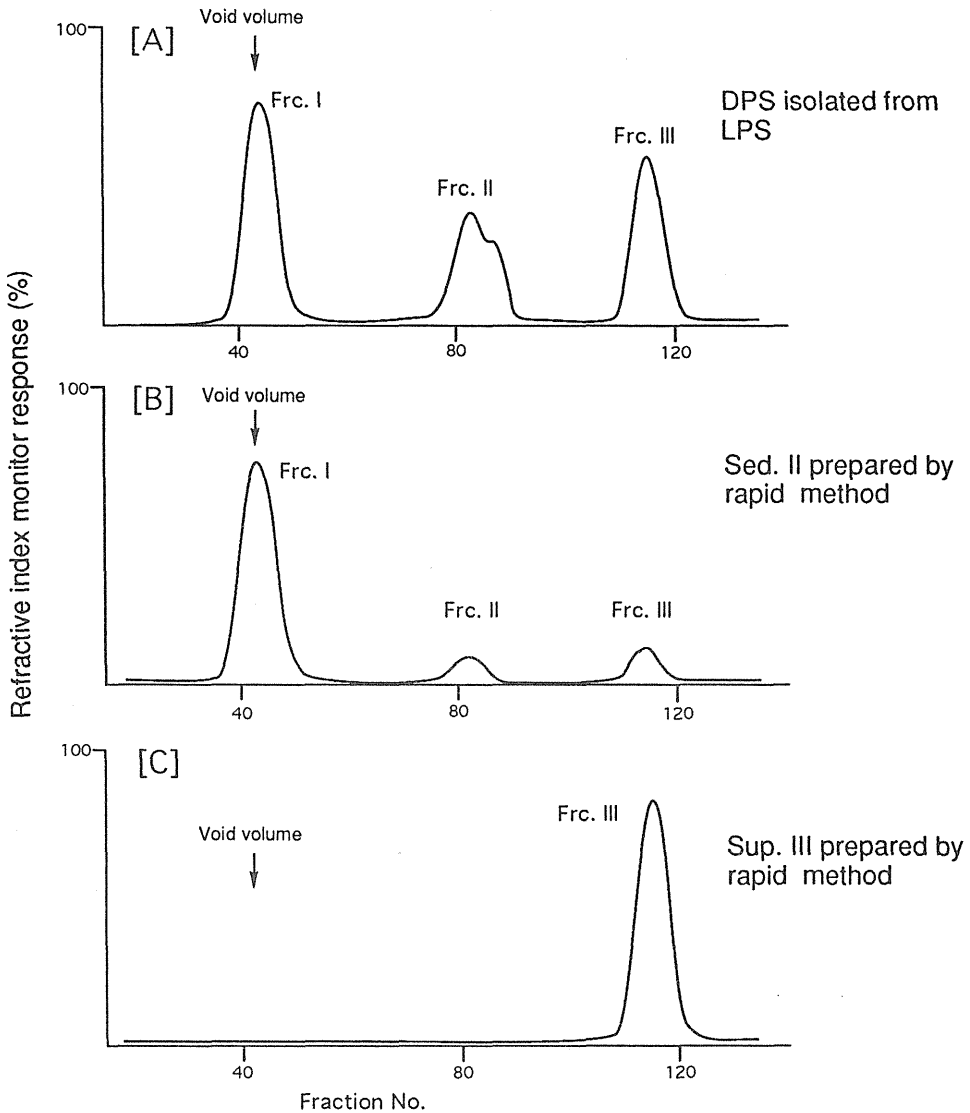 Refractive index monitor response (%)
[A]
100
Void volume
Frc. I
Frc. II
Frc. III
DPS isolated from
LPS
40
80
120
[B]
100
Void volume
Frc. I
Frc. II
Frc. III
Sed. II prepared by
rapid method
40
80
120
[C]
100
Void volume
Frc. III
Sup. III prepared by
rapid method
40
80
120
Fraction No.